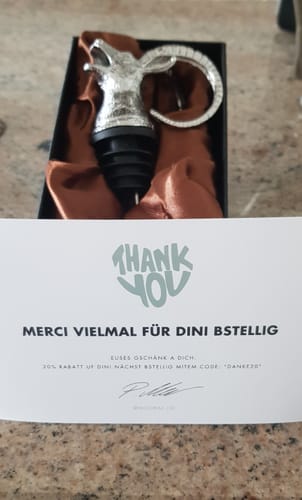 THANK
YOU
MERCI VIELMAL FÜR DINI BSTELLIG
EUSES GSCHÄNK A DICH:
20% RABATT UF DINI NÄCHST BSTELLIG MITEM CODE: "DANKE20"